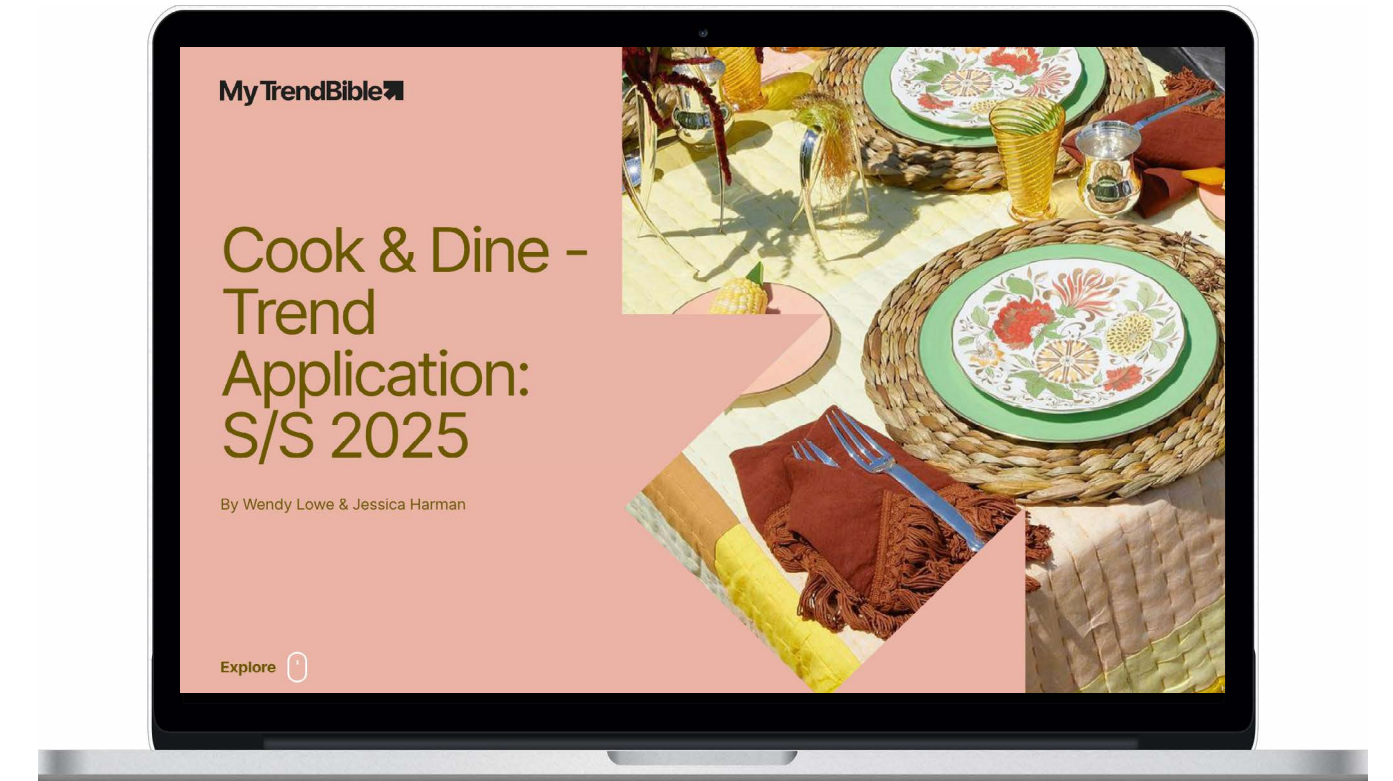 MyTrendBible
Cook & Dine -
Trend
Application:
S/S 2025
By Wendy Lowe & Jessica Harman
Explore